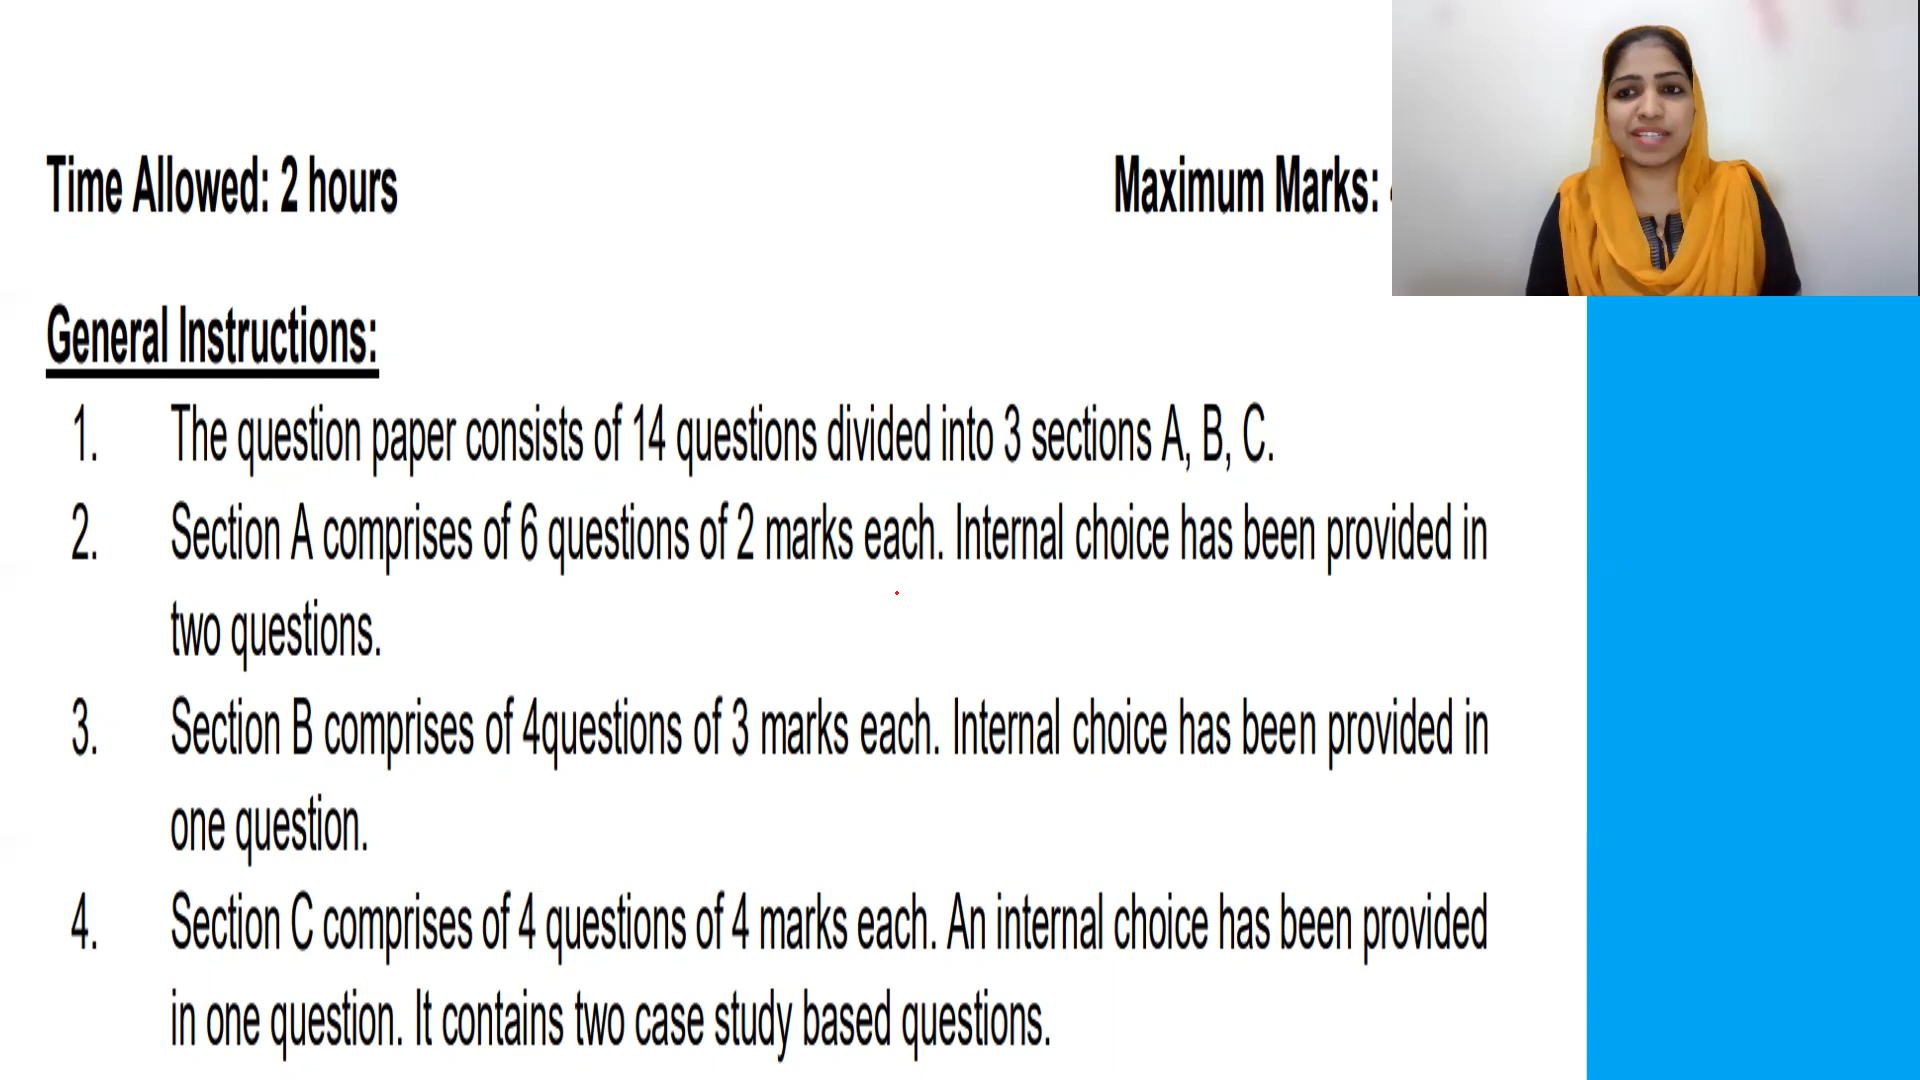 Time Allowed: 2 hours
Maximum Marks:
General Instructions:
1. The question paper consists of 14 questions divided into 3 sections A, B, C.
2. Section A comprises of 6 questions of 2 marks each. Internal choice has been provided in
two questions.
3. Section B comprises of 4questions of 3 marks each. Internal choice has been provided in
one question.
4. Section C comprises of 4 questions of 4 marks each. An internal choice has been provided
in one question. It contains two case study based questions.